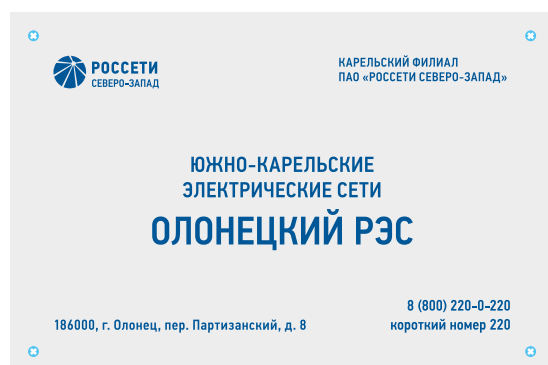 РОССЕТИ
СЕВЕРО-ЗАПАД
КАРЕЛЬСКИЙ ФИЛИАЛ
ПАО «РОССЕТИ СЕВЕРО-ЗАПАД»
ЮЖНО-КАРЕЛЬСКИЕ
ЭЛЕКТРИЧЕСКИЕ СЕТИ
ОЛОНЕЦКИЙ РЭС
186000, г. Олонец, пер. Партизанский, д. 8
8 (800) 220-0-220
короткий номер 220